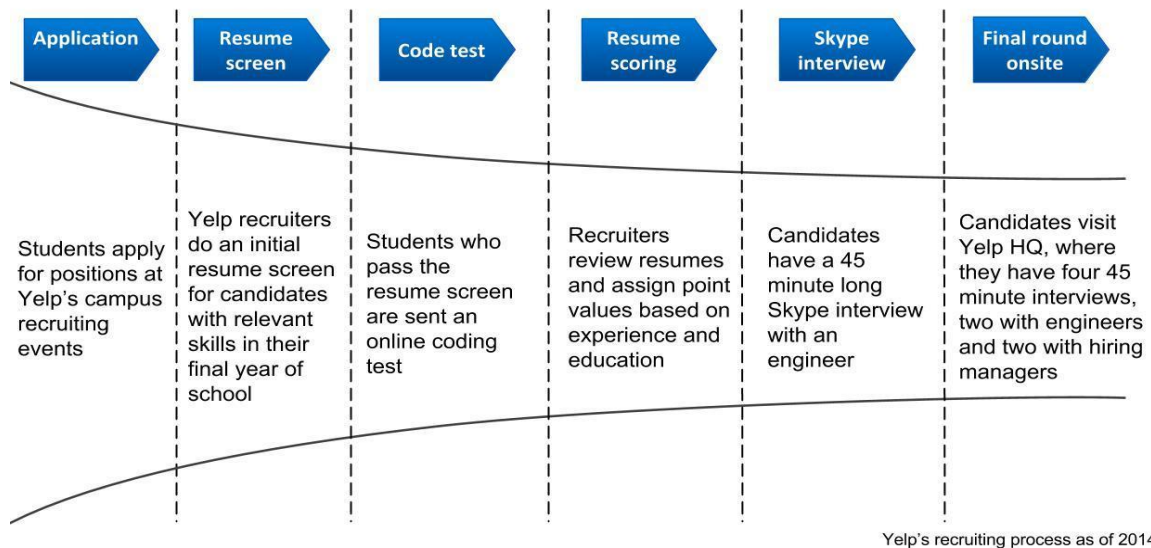 Application
Resume
screen
Code test
Resume
scoring
Skype
interview
Final round
onsite
Students apply
for positions at
Yelp's campus
recruiting
events
Yelp recruiters
do an initial
resume screen
for candidates
with relevant
skills in their
final year of
school
Students who
pass the
resume screen
are sent an
online coding
test
Recruiters
review resumes
and assign point
values based on
experience and
education
Candidates
have a 45
minute long
Skype interview
with an
engineer
Candidates visit
Yelp HQ, where
they have four 45
minute interviews,
two with engineers
and two with hiring
managers
Yelp's recruiting process as of 2014